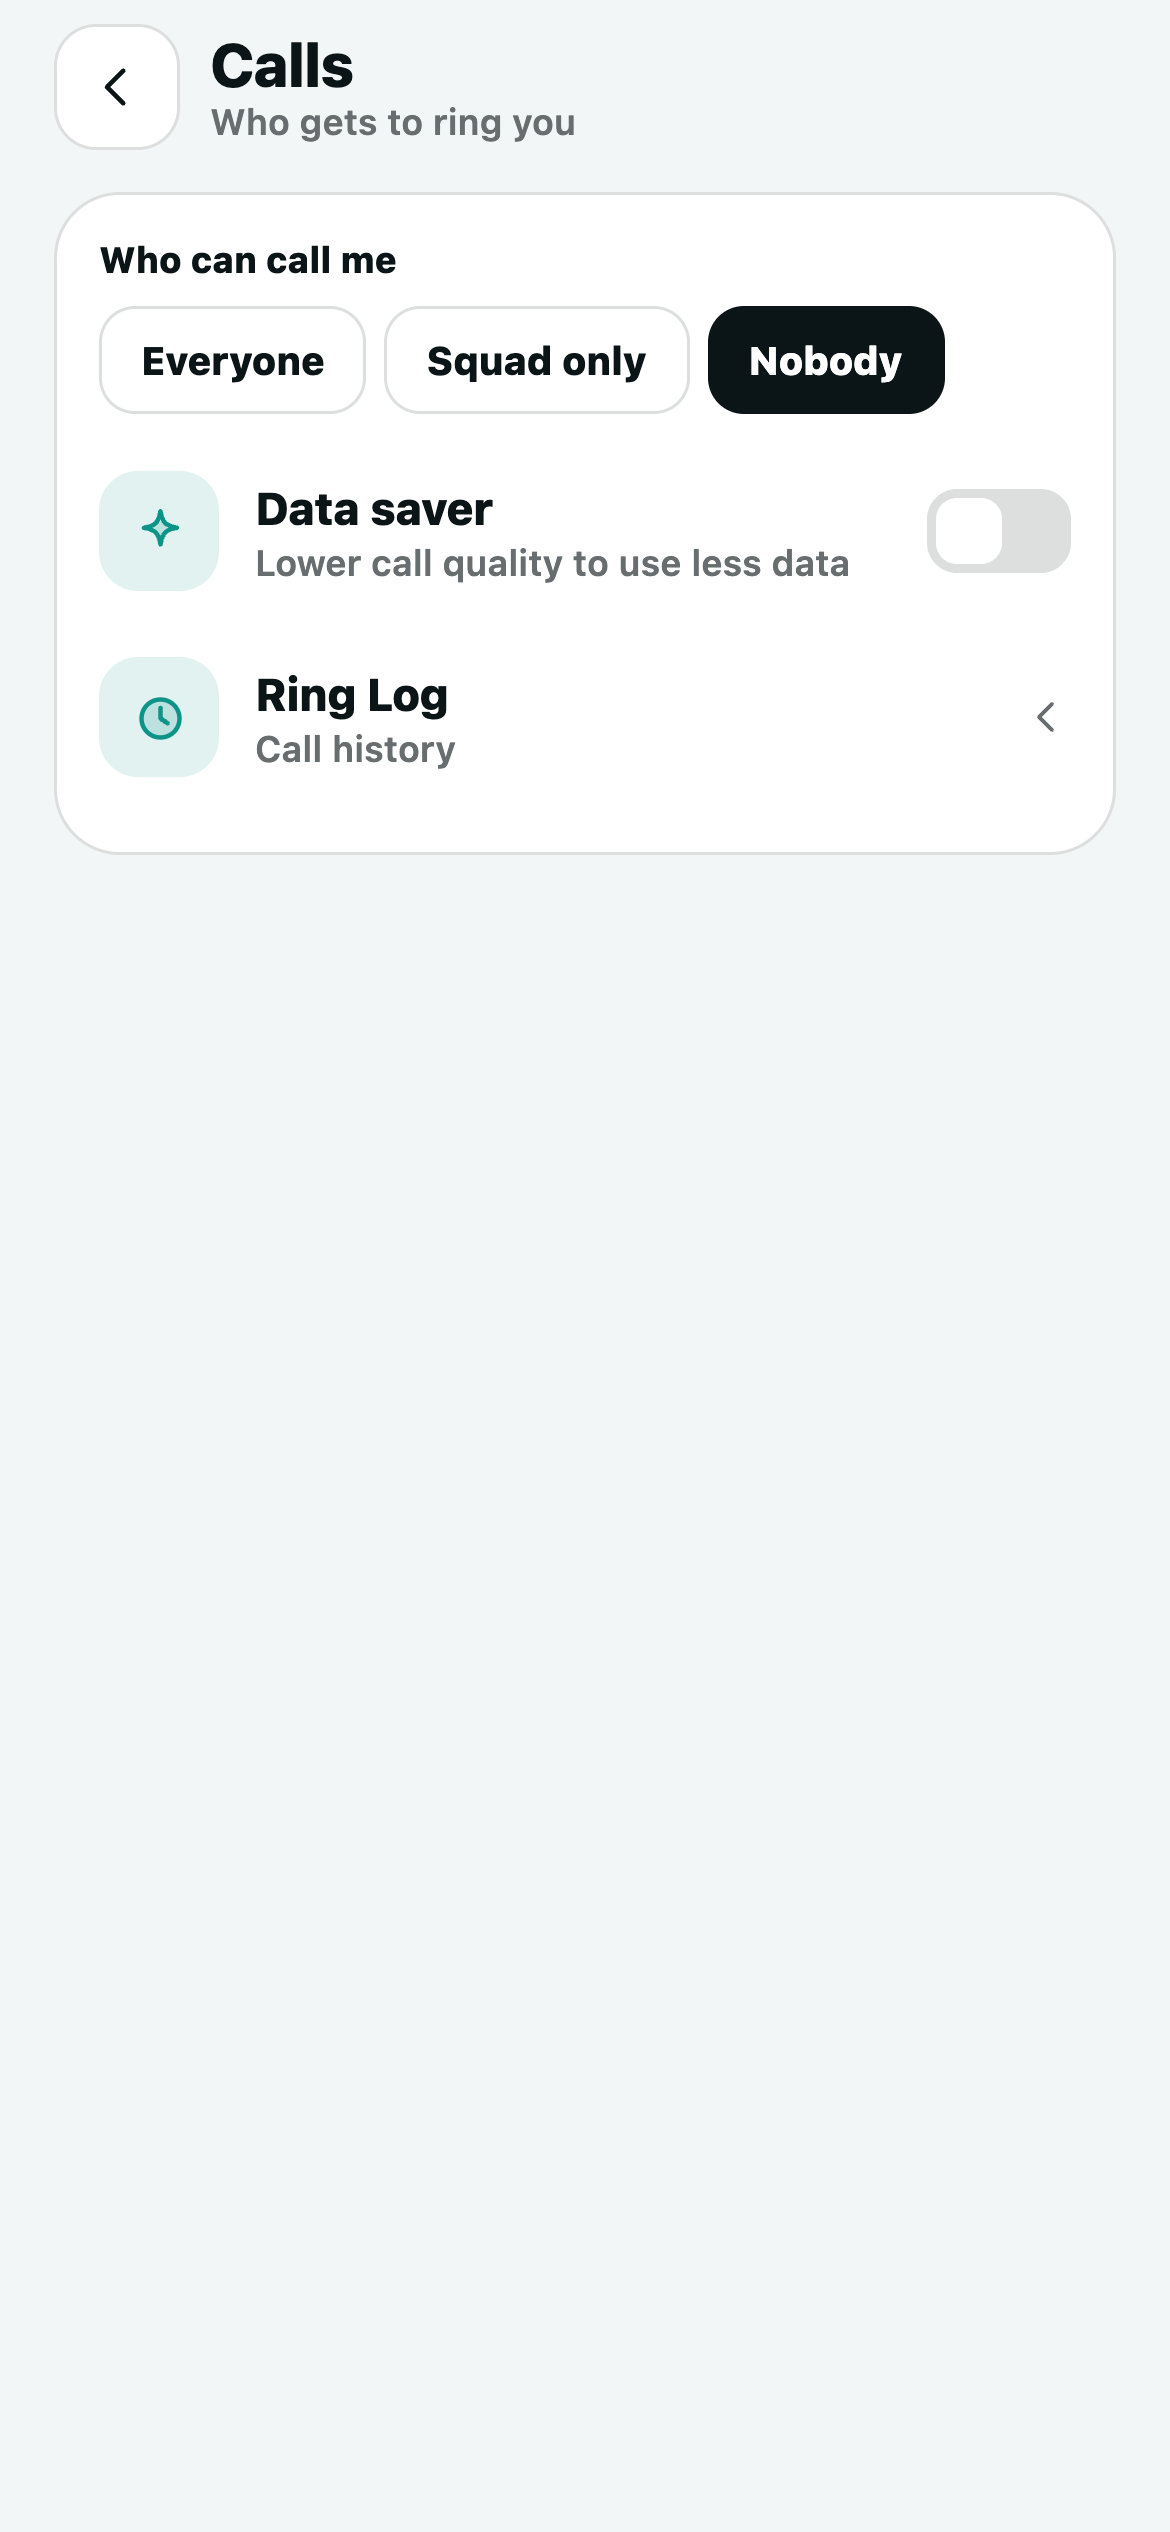 Calls
Who gets to ring you
Who can call me
Everyone
Squad only
Nobody
Data saver
Lower call quality to use less data
Ring Log
Call history